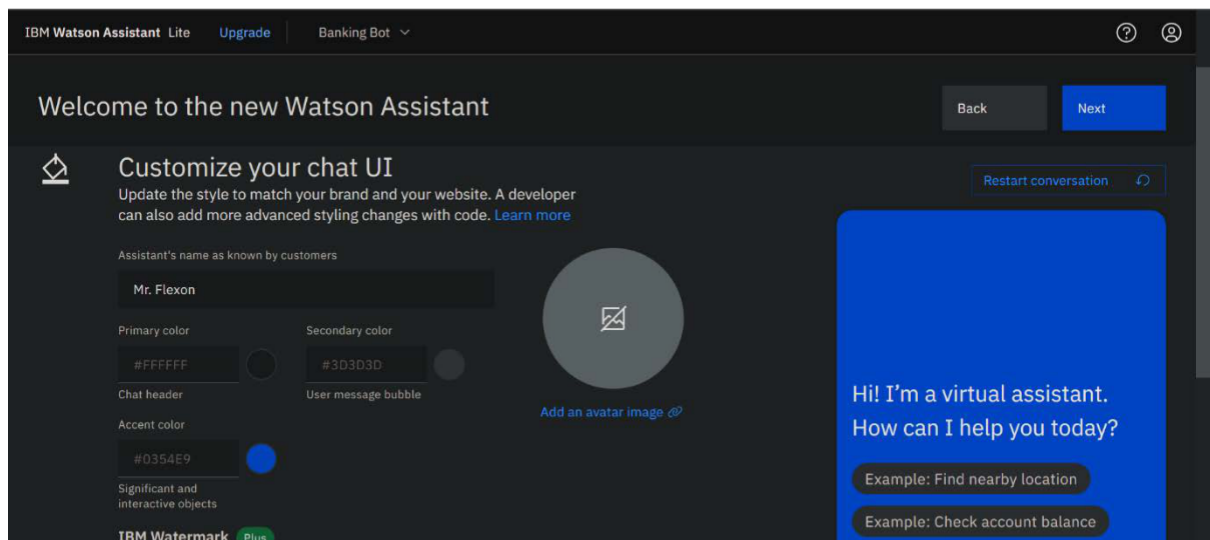 IBM Watson Assistant Lite Upgrade Banking Bot
Welcome to the new Watson Assistant
Back
Next
Customize your chat UI
Update the style to match your brand and your website. A developer
can also add more advanced styling changes with code. Learn more
Restart conversation
Assistant's name as known by customers
Mr. Flexon
Primary color
Secondary color
#FFFFFF
#3D3D3D
Chat header
User message bubble
Add an avatar image
Accent color
#0354E9
Significant and
interactive objects
IBM Watermark Plus
Hi! I'm a virtual assistant.
How can I help you today?
Example: Find nearby location
Example: Check account balance